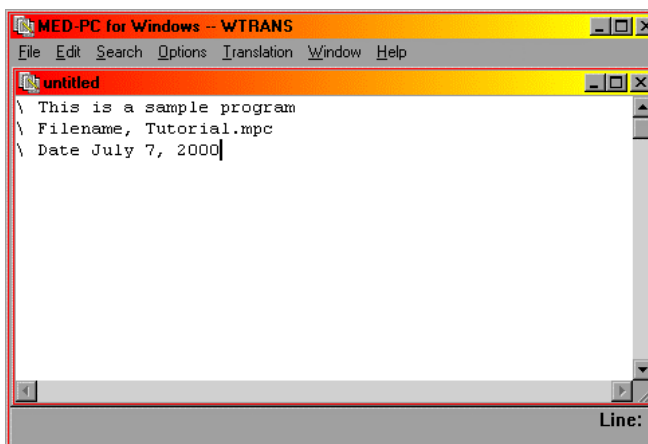 MED-PC for Windows -- WTRANS
File Edit Search Options Translation Window Help
untitled
\ This is a sample program
\ Filename, Tutorial.mpc
\ Date July 7, 2000
Line: